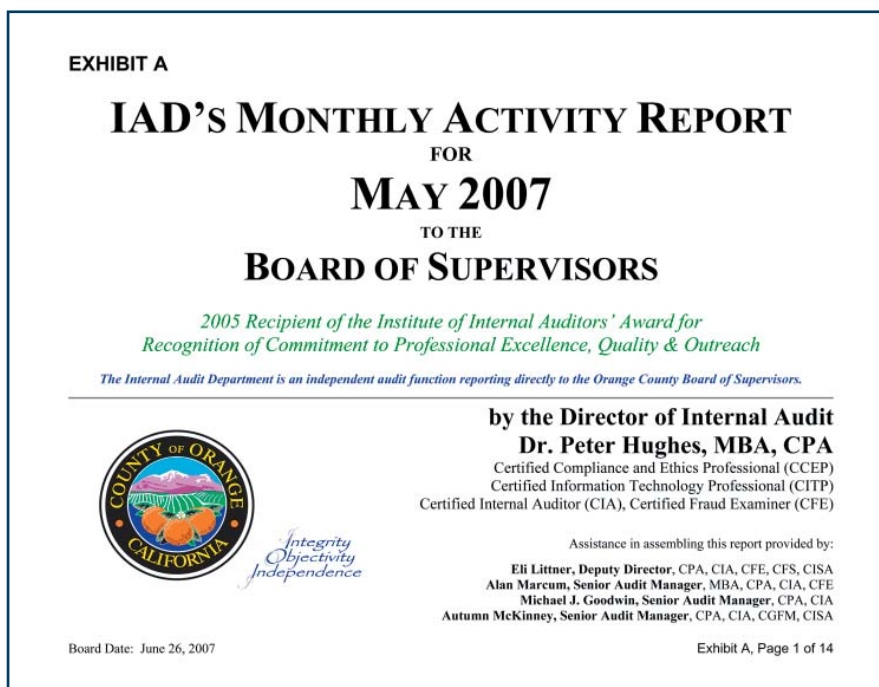 EXHIBIT A
IAD'S MONTHLY ACTIVITY REPORT
FOR
MAY 2007
TO THE
BOARD OF SUPERVISORS
2005 Recipient of the Institute of Internal Auditors' Award for
Recognition of Commitment to Professional Excellence, Quality & Outreach
The Internal Audit Department is an independent audit function reporting directly to the Orange County Board of Supervisors.
by the Director of Internal Audit
Dr. Peter Hughes, MBA, CPA
Certified Compliance and Ethics Professional (CCEP)
Certified Information Technology Professional (CITP)
Certified Internal Auditor (CIA), Certified Fraud Examiner (CFE)
COUNTY OF ORANGE
CALIFORNIA
Integrity
Objectivity
Independence
Assistance in assembling this report provided by:
Eli Littner, Deputy Director, CPA, CIA, CFE, CFS, CISA
Alan Marcum, Senior Audit Manager, MBA, CPA, CIA, CFE
Michael J. Goodwin, Senior Audit Manager, CPA, CIA
Autumn McKinney, Senior Audit Manager, CPA, CIA, CGFM, CISA
Board Date: June 26, 2007
Exhibit A, Page 1 of 14